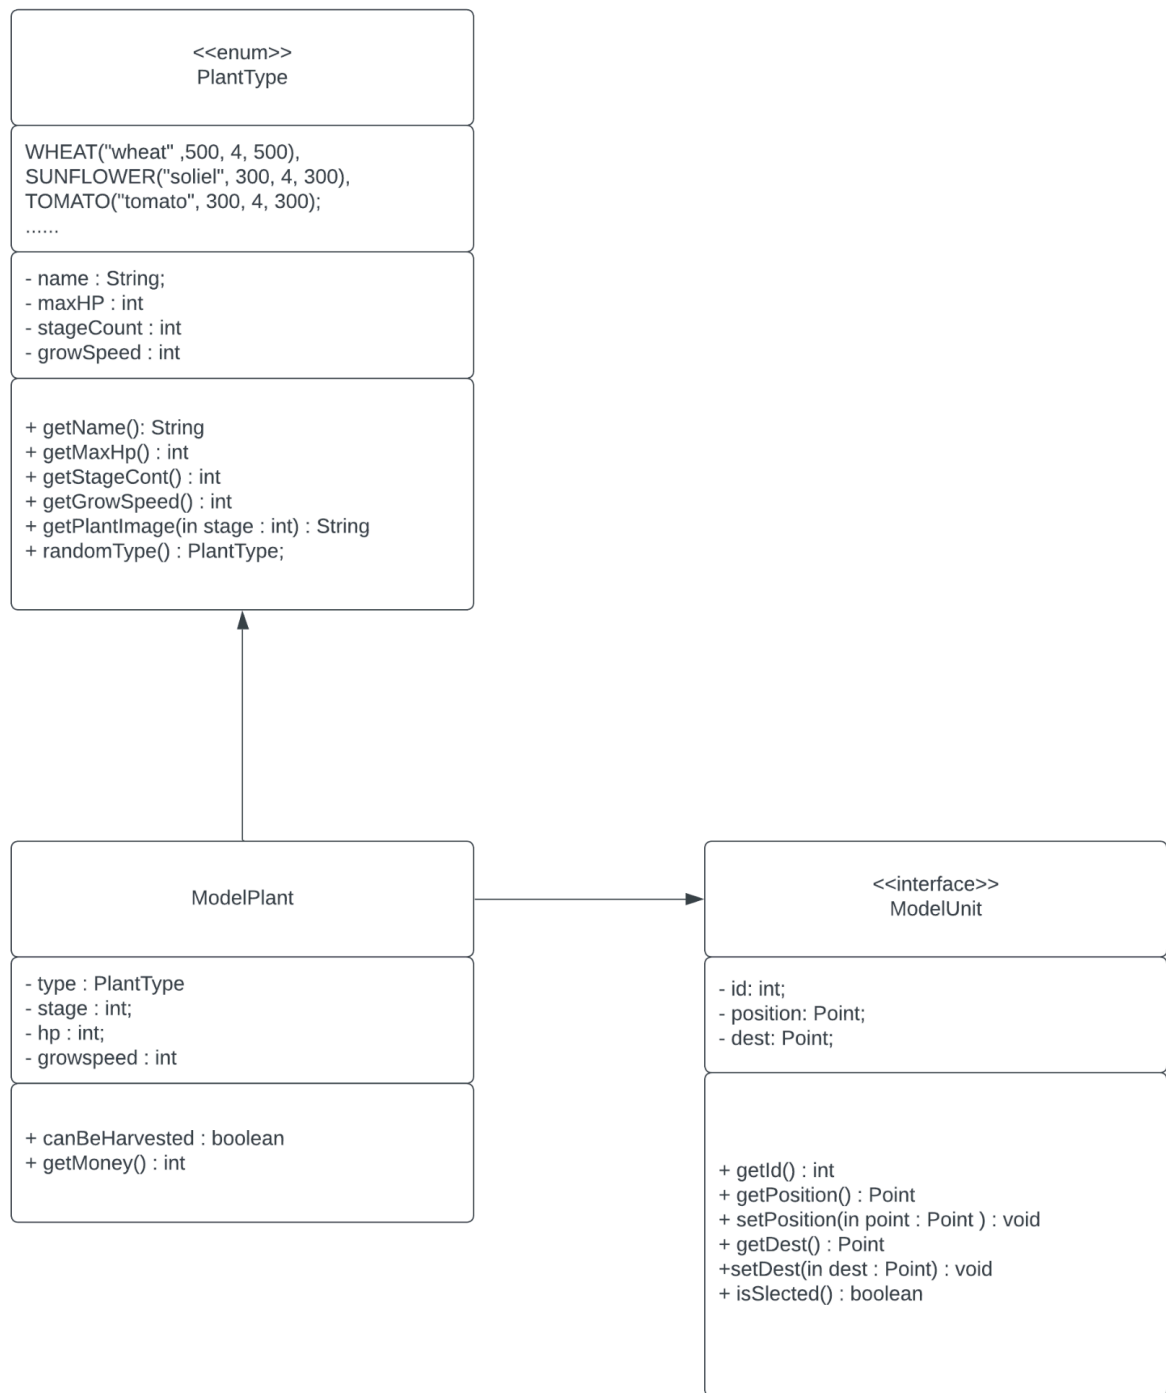 <<enum>>
PlantType
WHEAT("wheat" ,500, 4, 500),
SUNFLOWER("soliel", 300, 4, 300),
TOMATO("tomato", 300, 4, 300);
......
- name : String;
- maxHP : int
- stageCount : int
- growSpeed : int
+ getName(): String
+ getMaxHp() : int
+ getStageCont() : int
+ getGrowSpeed() : int
+ getPlantImage(in stage : int) : String
+ randomType() : PlantType;
ModelPlant
- type : PlantType
- stage : int;
- hp : int;
- growspeed : int
+ canBeHarvested : boolean
+ getMoney() : int
<<interface>>
ModelUnit
- id: int;
- position: Point;
- dest: Point;
+ getId() : int
+ getPosition() : Point
+ setPosition(in point : Point ) : void
+ getDest() : Point
+setDest(in dest : Point) : void
+ isSlected() : boolean